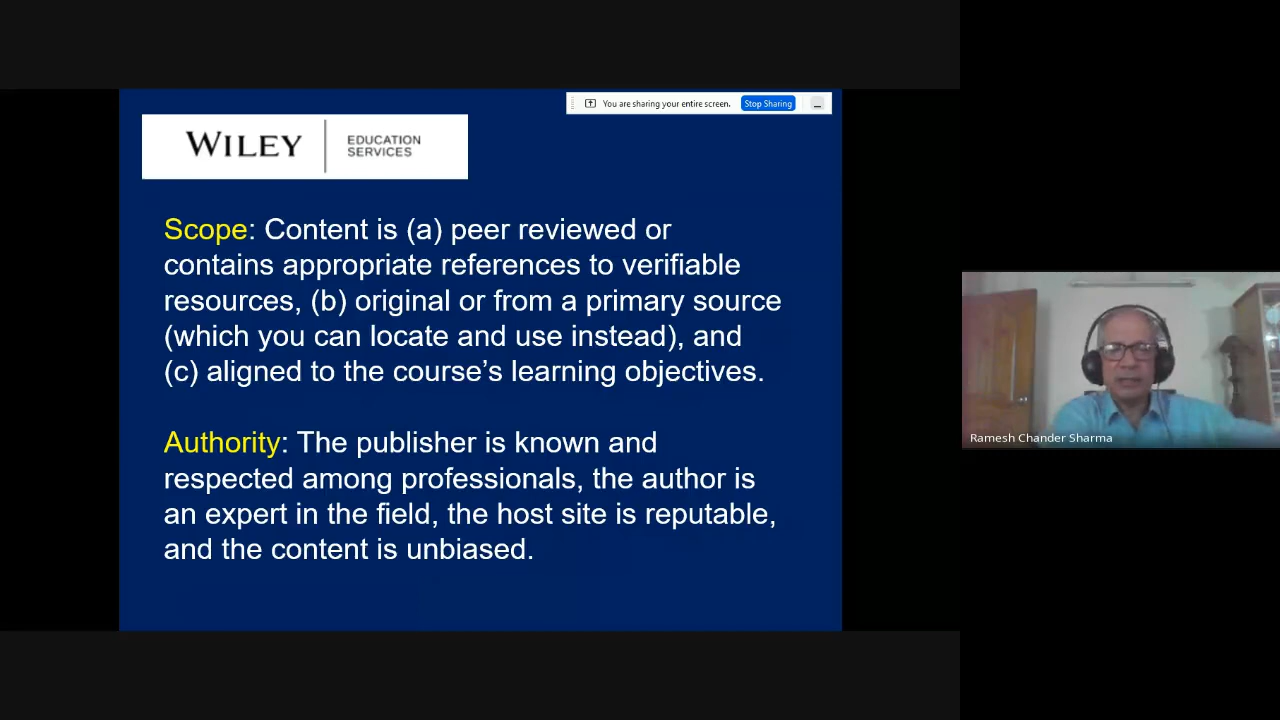 You are sharing your entire screen. Stop Sharing
WILEY
EDUCATION
SERVICES
Scope: Content is (a) peer reviewed or
contains appropriate references to verifiable
resources, (b) original or from a primary source
(which you can locate and use instead), and
(c) aligned to the course’s learning objectives.
Authority: The publisher is known and
respected among professionals, the author is
an expert in the field, the host site is reputable,
and the content is unbiased.
Ramesh Chander Sharma